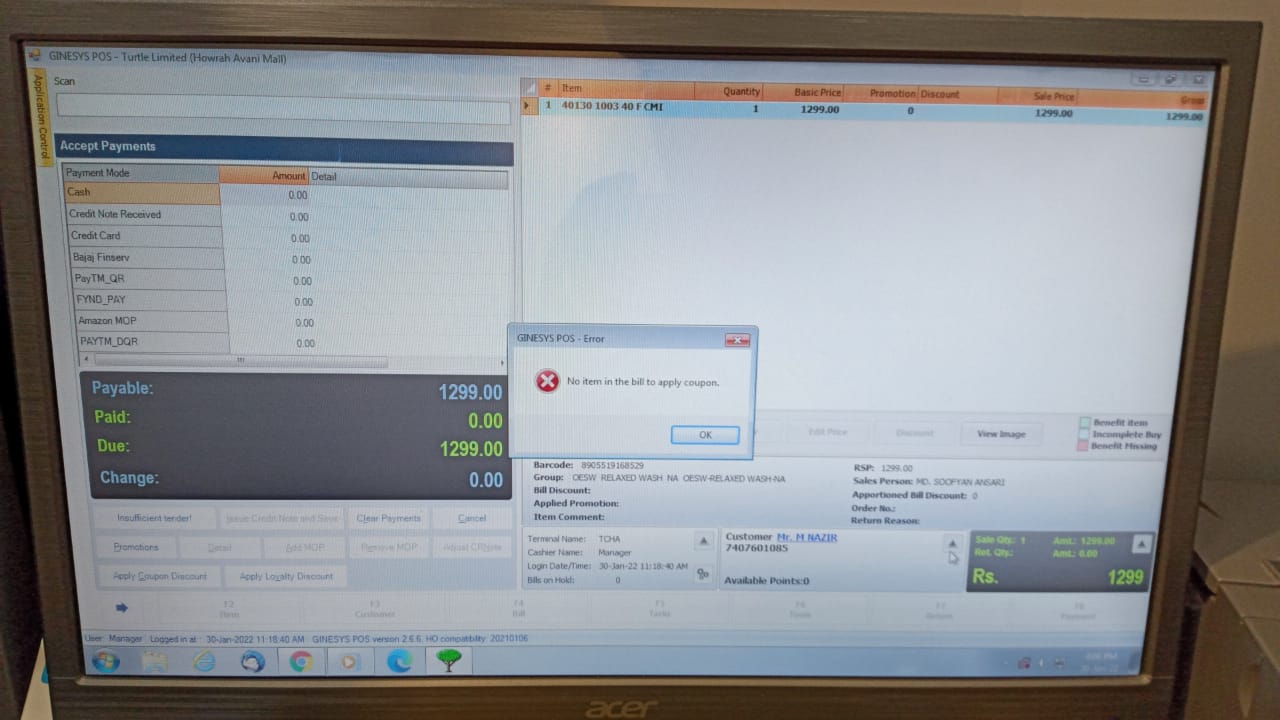 GINESYS POS - Turtle Limited (Howrah Avani Mall)
Application Control
Scan
# Item Quantity Basic Price Promotion Discount Sale Price Gross
1 40130 1003 40 F CMI 1 1299.00 0 1299.00 1299.00
Accept Payments
Payment Mode Amount Detail
Cash 0.00
Credit Note Received 0.00
Credit Card 0.00
Bajaj Finserv 0.00
PayTM_QR 0.00
FYND_PAY 0.00
Amazon MOP 0.00
PAYTM_DQR 0.00
Payable: 1299.00
Paid: 0.00
Due: 1299.00
Change: 0.00
GINESYS POS - Error
No item in the bill to apply coupon.
OK
Edit Price Discount View Image
Benefit item
Incomplete Buy
Benefit Missing
Insufficient tender! Issue Credit Note and Save Clear Payments Cancel
Promotions Detail Add MOP Remove MOP Adjust CRNote
Apply Coupon Discount Apply Loyalty Discount
Barcode: 8905519168529
Group: OESW RELAXED WASH NA OESW-RELAXED WASH-NA
Bill Discount:
Applied Promotion:
Item Comment:
RSP: 1299.00
Sales Person: MD. SOOFYAN ANSARI
Apportioned Bill Discount: 0
Order No.:
Return Reason:
Terminal Name: TCHA
Cashier Name: Manager
Login Date/Time: 30-Jan-22 11:18:40 AM
Bills on Hold: 0
Customer Mr. M NAZIR
7407601085
Available Points:0
Sale Qty: 1 Amt.: 1299.00
Ret. Qty.: Amt.: 0.00
Rs. 1299
F2 F3 F4 F5 F6 F7 F8
Item Customer Bill Tasks Return Payment
User: Manager Logged in at : 30-Jan-2022 11:18:40 AM GINESYS POS version 2.6.6. HO compatibility: 20210106
acer